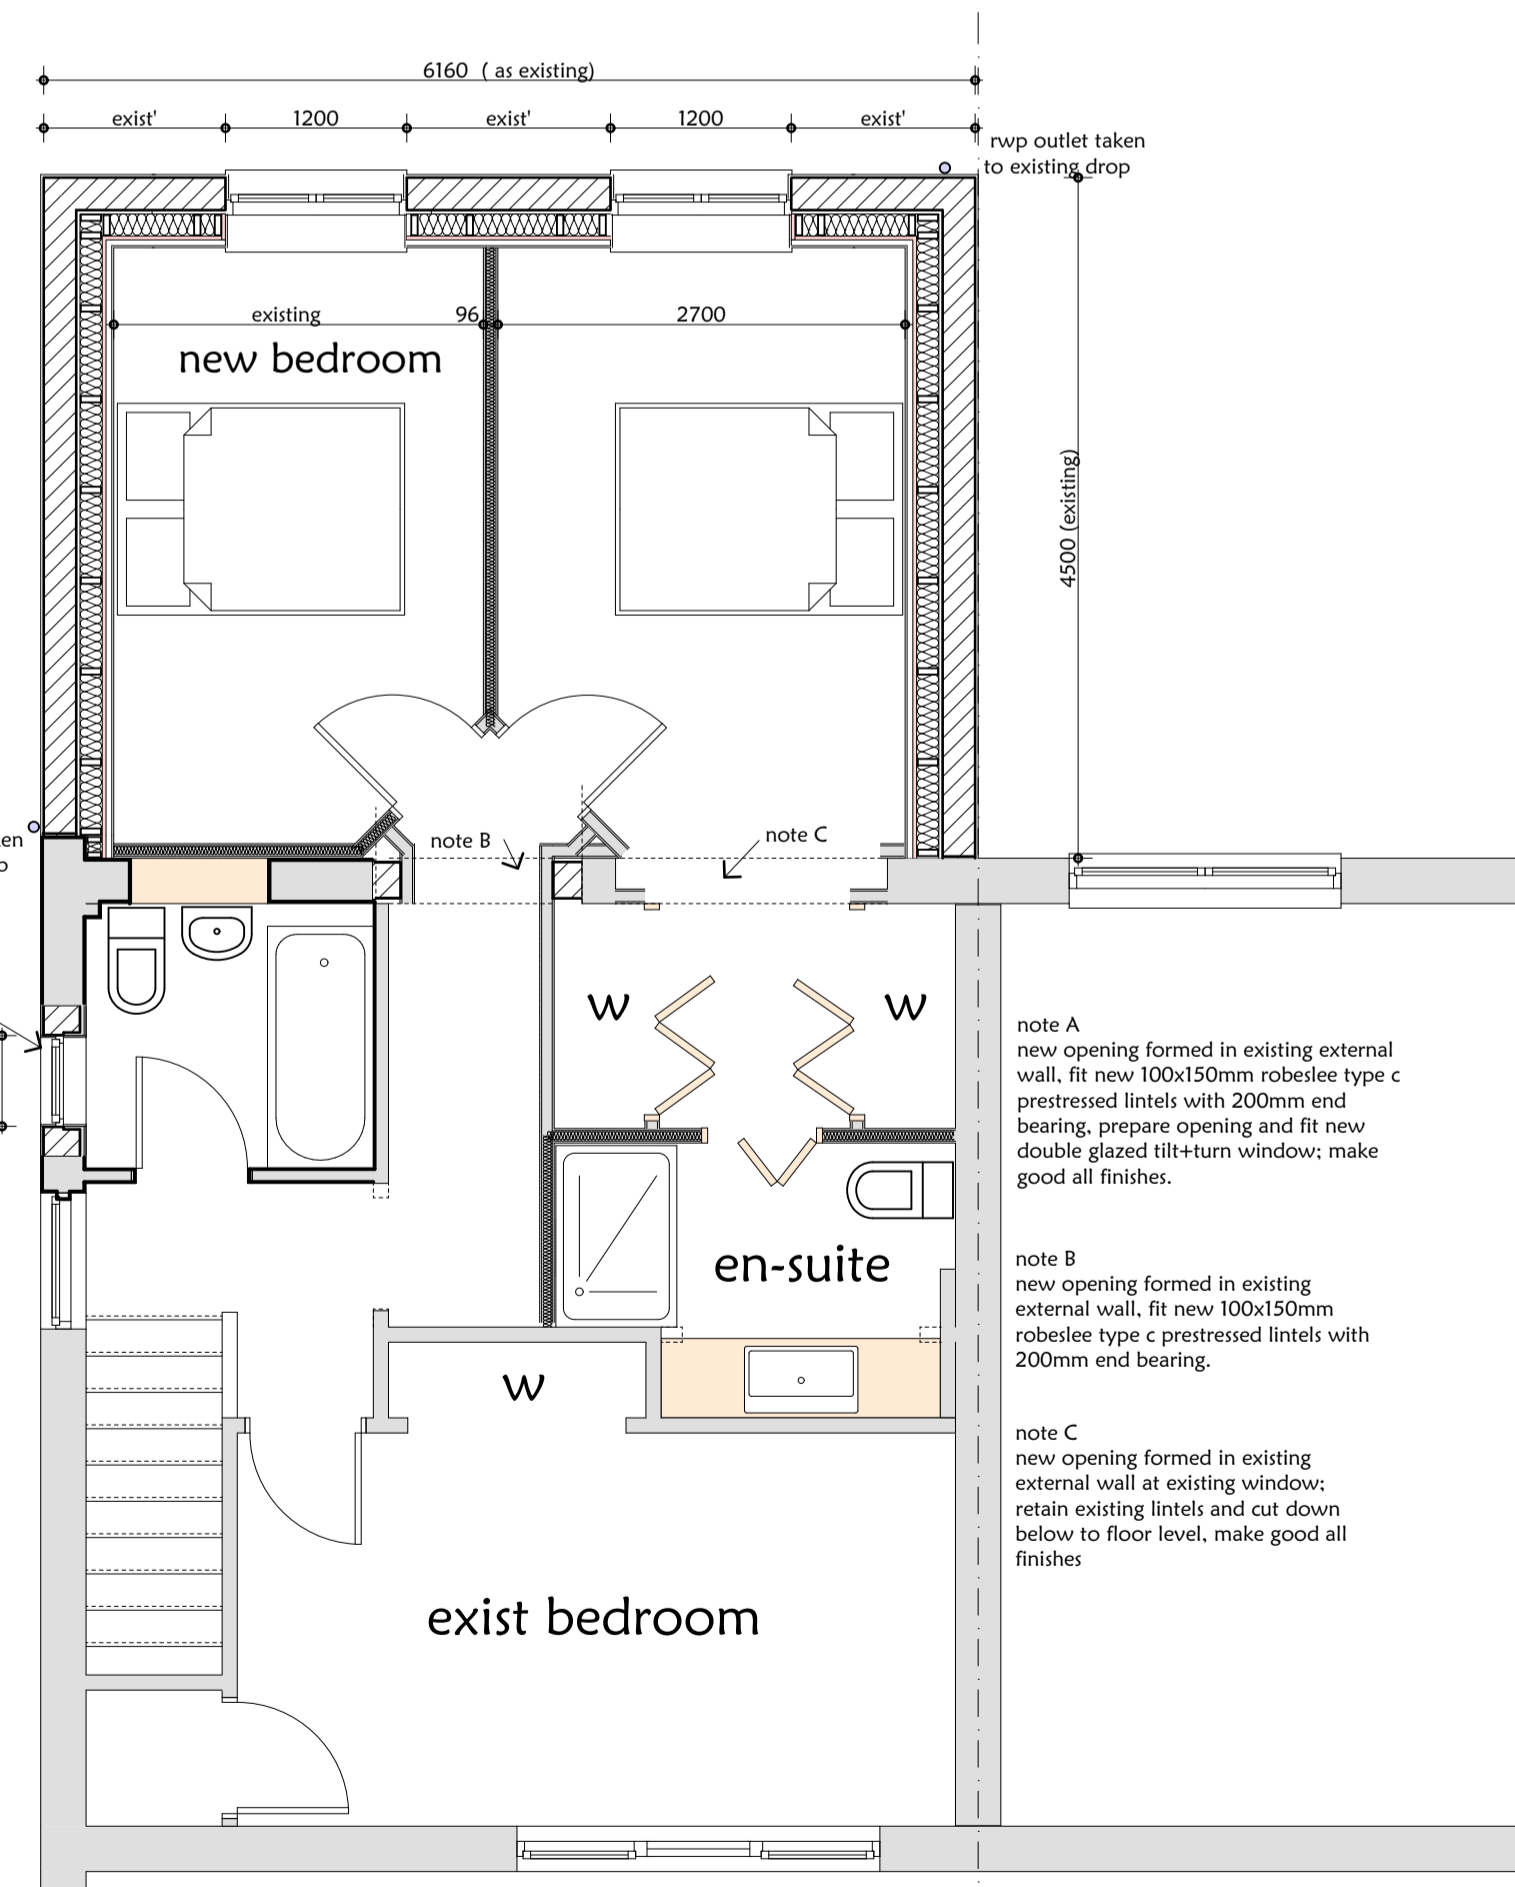 6160 ( as existing)
exist' 1200 exist' 1200 exist'
rwp outlet taken
to existing drop
existing 96 2700
new bedroom
4500 (existing)
en
note B
note C
w w
note A
new opening formed in existing external
wall, fit new 100x150mm robeslee type c
prestressed lintels with 200mm end
bearing, prepare opening and fit new
double glazed tilt+turn window; make
good all finishes.
en-suite
note B
new opening formed in existing
external wall, fit new 100x150mm
robeslee type c prestressed lintels with
200mm end bearing.
w
note C
new opening formed in existing
external wall at existing window;
retain existing lintels and cut down
below to floor level, make good all
finishes
exist bedroom